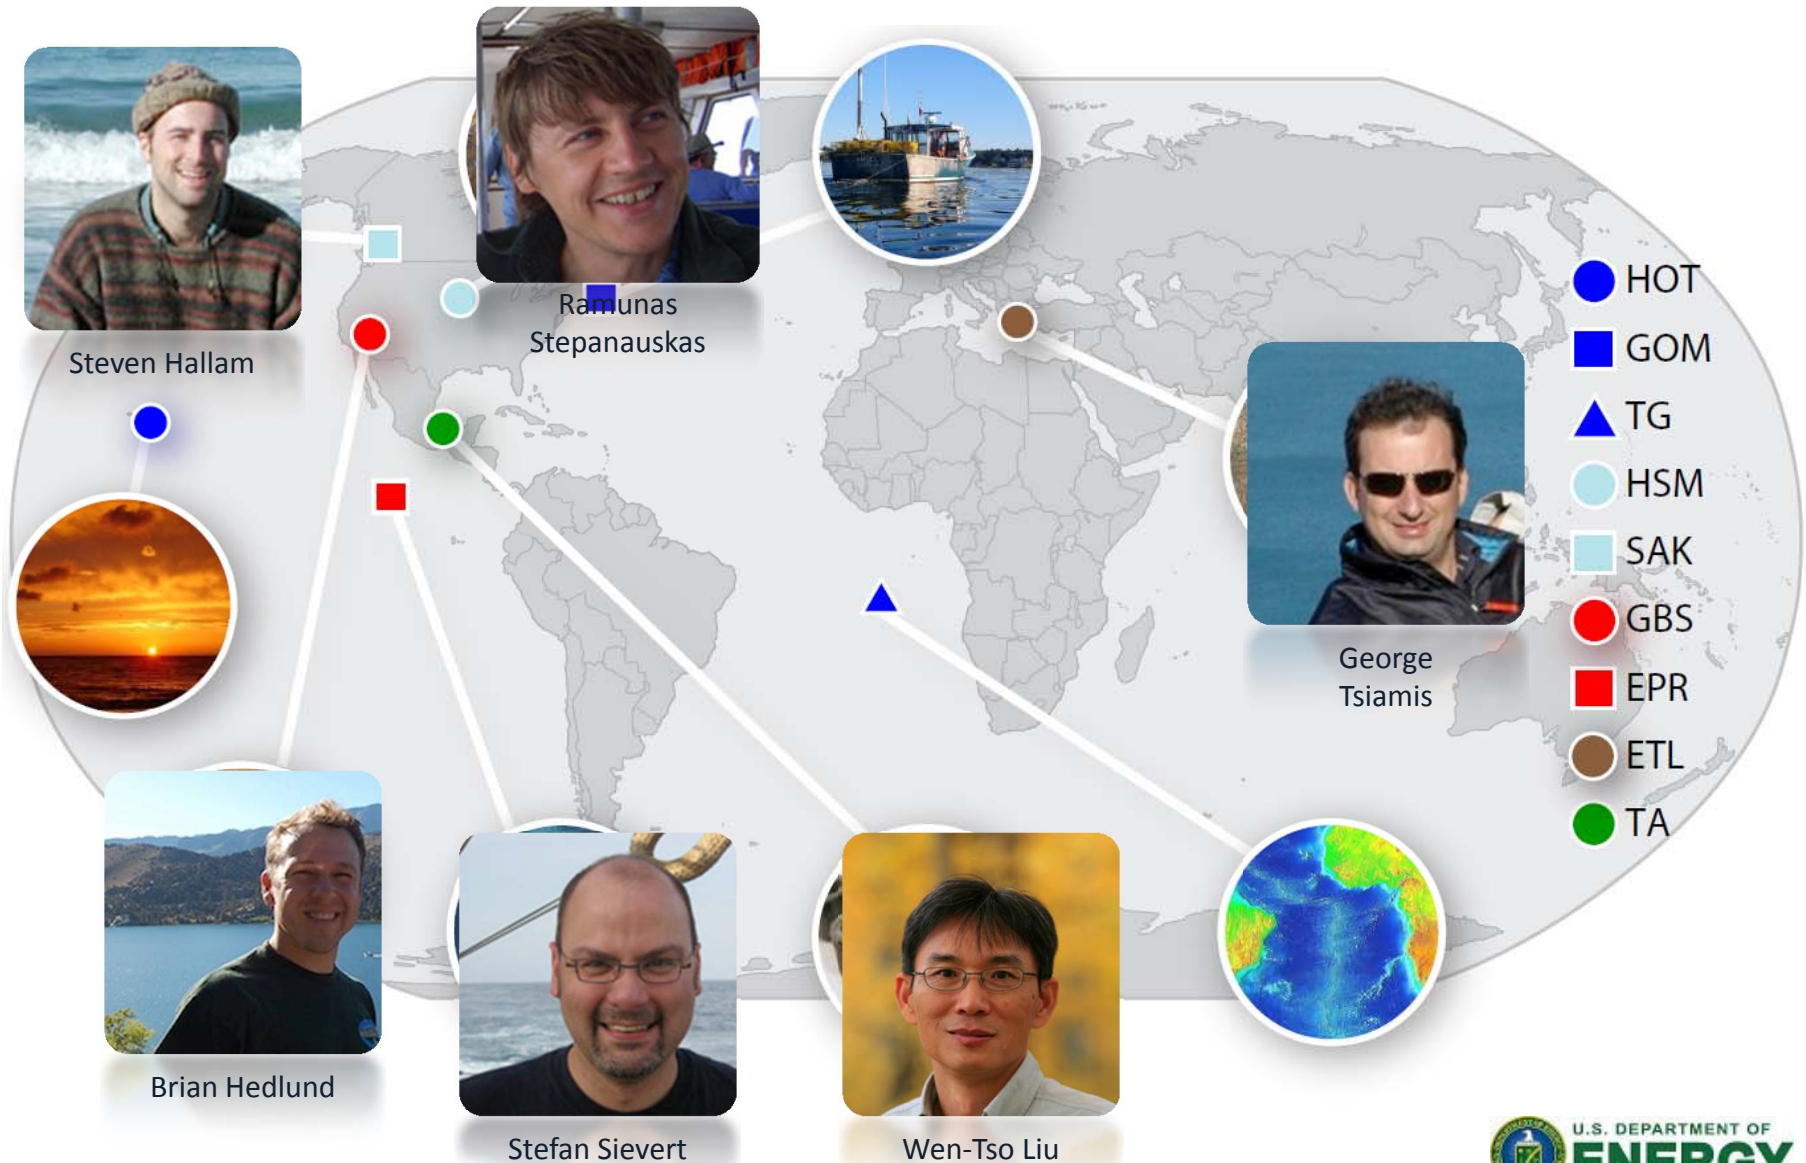 Steven Hallam
Ramunas
Stepanauskas
HOT
GOM
TG
HSM
SAK
GBS
EPR
ETL
TA
George
Tsiamis
Brian Hedlund
Stefan Sievert
Wen-Tso Liu
U.S. DEPARTMENT OF
ENERGY